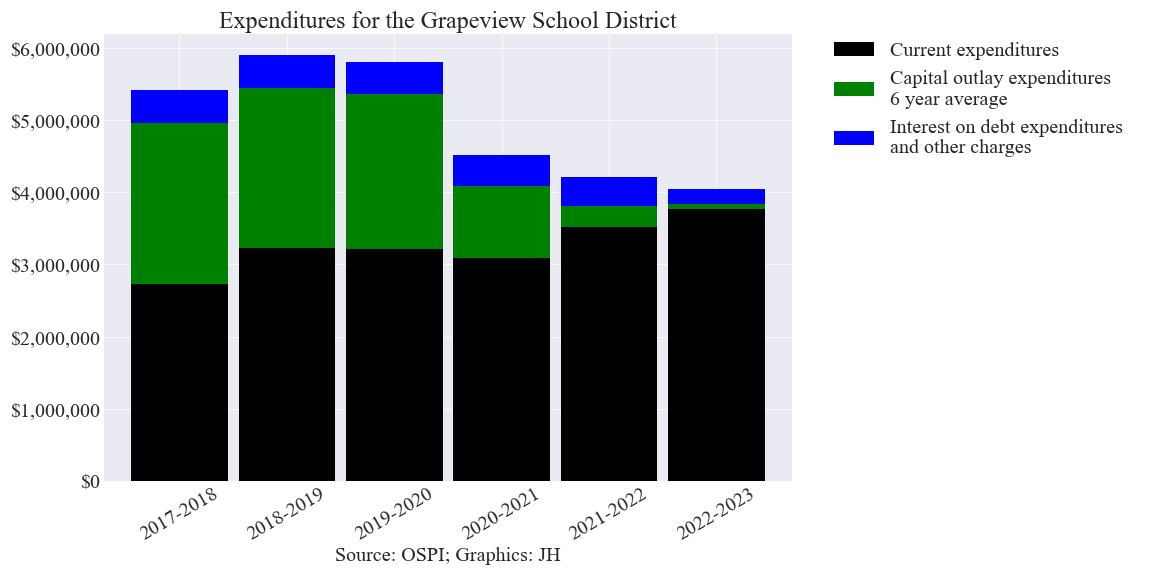 Expenditures for the Grapeview School District
$6,000,000
$5,000,000
$4,000,000
$3,000,000
$2,000,000
$1,000,000
$0
2017-2018
2018-2019
2019-2020
2020-2021
2021-2022
2022-2023
Source: OSPI; Graphics: JH
Current expenditures
Capital outlay expenditures
6 year average
Interest on debt expenditures
and other charges